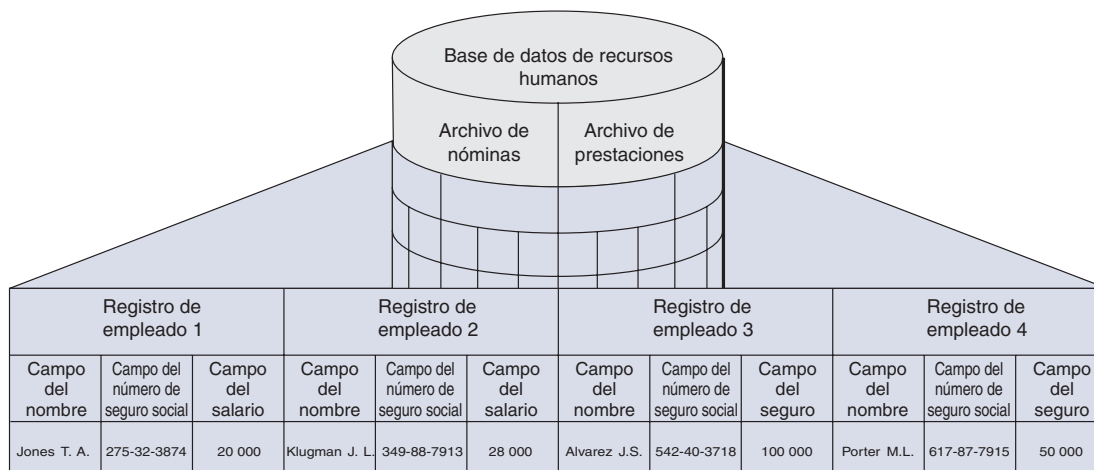 Base de datos de recursos
humanos
Archivo de
nóminas
Archivo de
prestaciones
Registro de
empleado 1
Registro de
empleado 2
Registro de
empleado 3
Registro de
empleado 4
Campo
del
nombre
Campo del
número de
seguro social
Campo
del
salario
Campo
del
nombre
Campo del
número de
seguro social
Campo
del
salario
Campo
del
nombre
Campo del
número de
seguro social
Campo
del
seguro
Campo
del
nombre
Campo del
número de
seguro social
Campo
del
seguro
Jones T. A.
275-32-3874
20 000
Klugman J. L.
349-88-7913
28 000
Alvarez J.S.
542-40-3718
100 000
Porter M.L.
617-87-7915
50 000